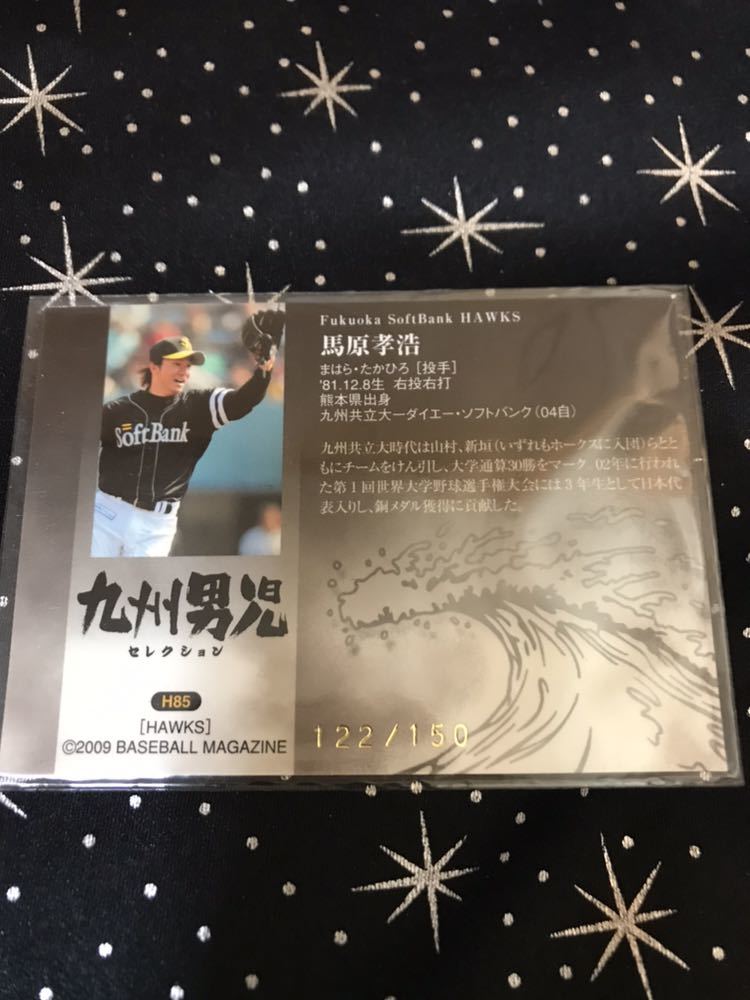 Fukuoka SoftBank HAWKS
馬原孝浩
まはら・たかひろ［投手］
'81.12.8生 右投右打
熊本県出身
九州共立大ーダイエー・ソフトバンク（04自）
九州共立大時代は山村、新垣（いずれもホークスに入団）らとと
もにチームをけん引し、大学通算30勝をマーク。02年に行われ
た第1回世界大学野球選手権大会には3年生として日本代
表入りし、銅メダル獲得に貢献した。
SoftBank
九州男児
セレクション
H85
［HAWKS］
©2009 BASEBALL MAGAZINE
122/150